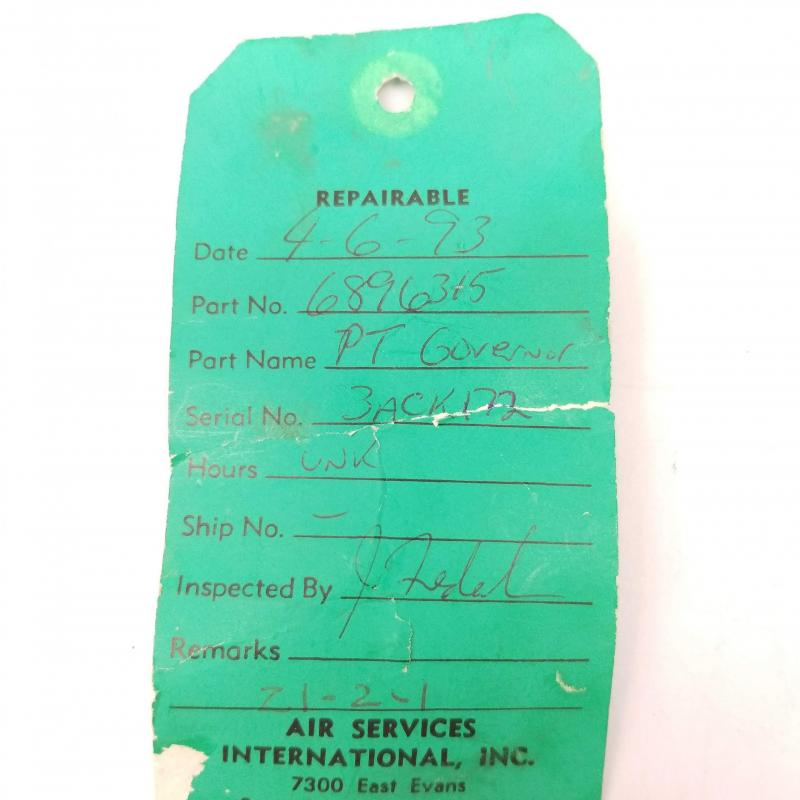 REPAIRABLE
Date 4-6-93
Part No. 6896315
Part Name PT Governor
Serial No. 3ACK172
Hours UNK
Ship No. -
Inspected By J.
Remarks
21-2-1
AIR SERVICES
INTERNATIONAL, INC.
7300 East Evans